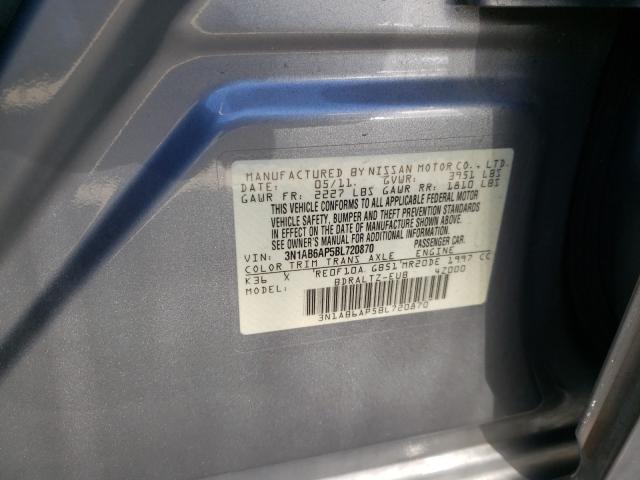 MANUFACTURED BY NISSAN MOTOR CO., LTD.
DATE: 05/11. GVWR: 3951 LBS
GAWR FR: 2227 LBS GAWR RR: 1810 LBS
THIS VEHICLE CONFORMS TO ALL APPLICABLE FEDERAL MOTOR
VEHICLE SAFETY, BUMPER AND THEFT PREVENTION STANDARDS
IN EFFECT ON THE DATE OF MANUFACTURE SHOWN ABOVE.
SEE OWNER'S MANUAL FOR ADDITIONAL INFORMATION.
VIN: 3N1AB6AP5BL720870 PASSENGER CAR.
COLOR TRIM TRANS AXLE ENGINE
K36 X RE0F10A GB51 MR20DE 1997 CC
MODEL: BDRALTZ-EUB 4Z000
3N1AB6AP5BL720870